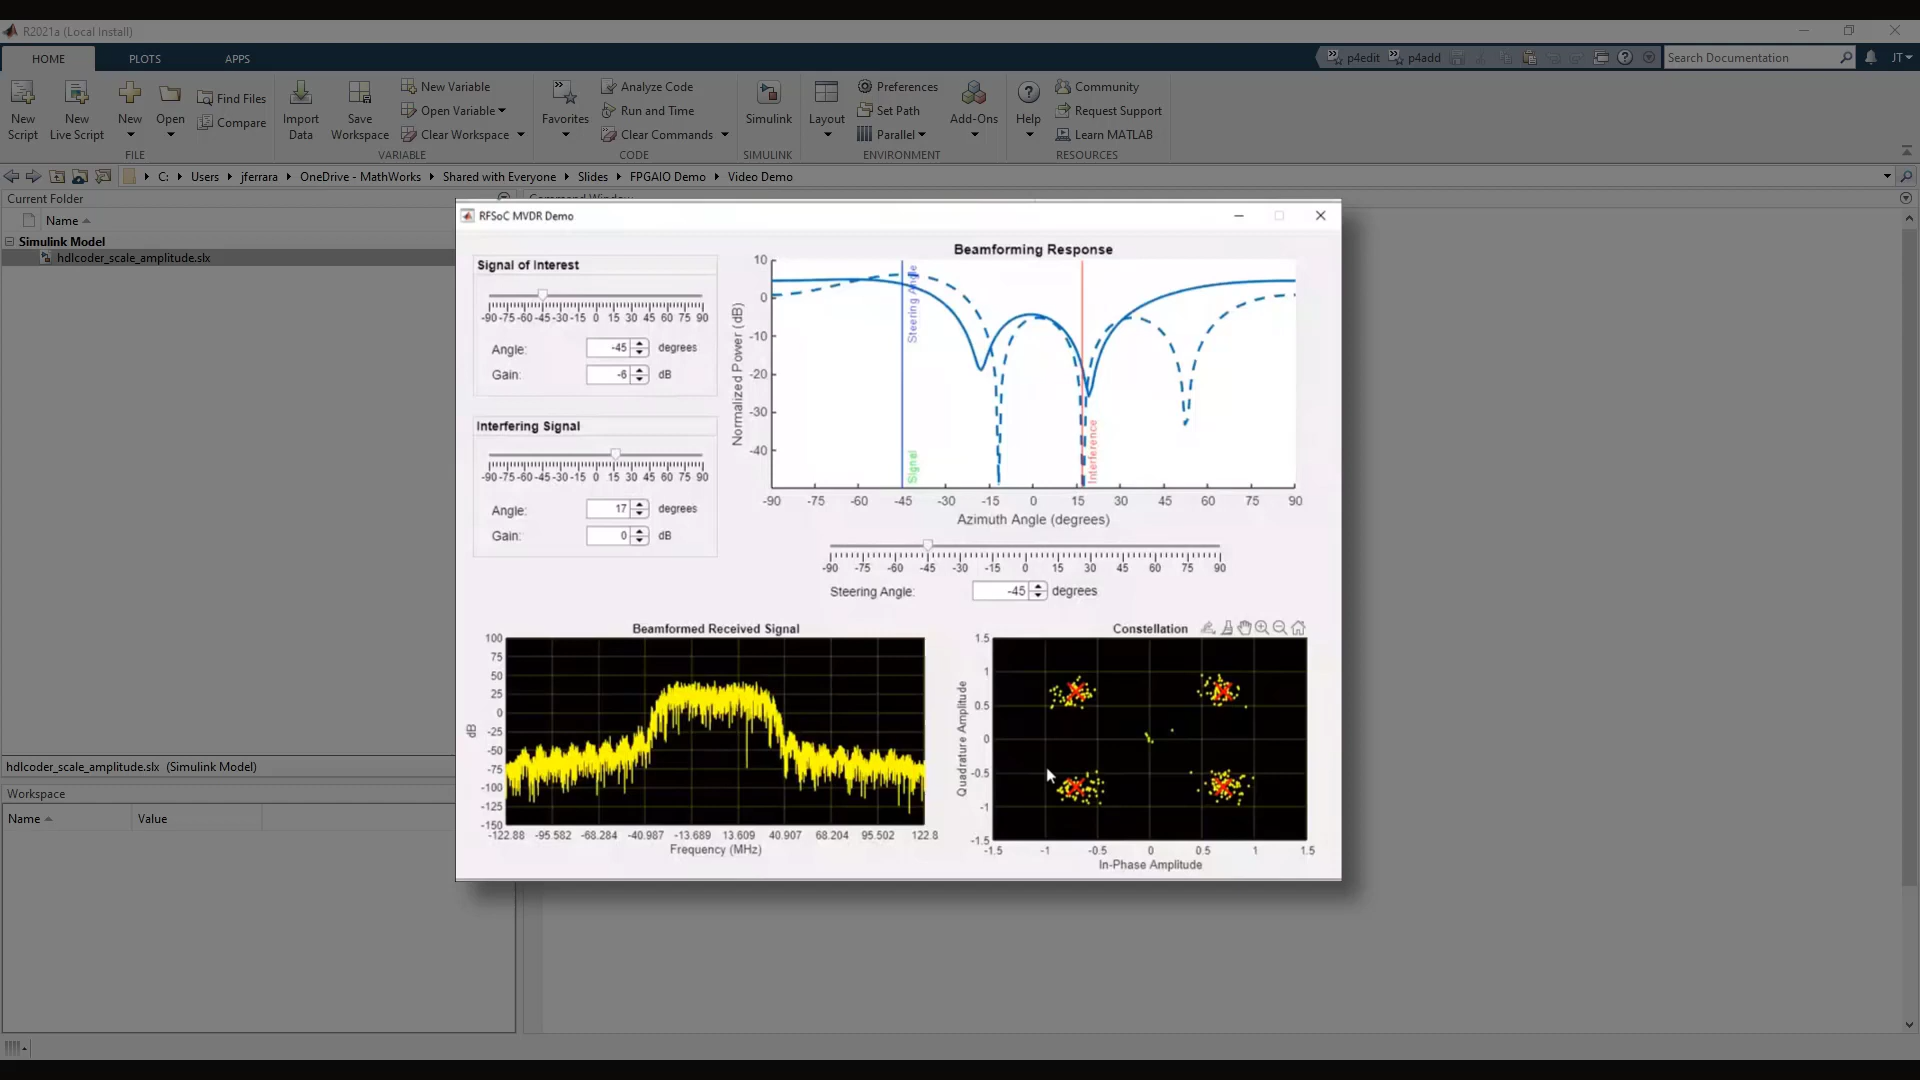 R2021a (Local Install)
HOME PLOTS APPS
p4edit p4add
Search Documentation
JT
New Script
New Live Script
New
Open
Find Files
Compare
FILE
Import Data
Save Workspace
New Variable
Open Variable
Clear Workspace
VARIABLE
Favorites
Analyze Code
Run and Time
Clear Commands
CODE
Simulink
SIMULINK
Layout
Preferences
Set Path
Parallel
Add-Ons
ENVIRONMENT
Help
Community
Request Support
Learn MATLAB
RESOURCES
C: Users jferrara OneDrive - MathWorks Shared with Everyone Slides FPGAIO Demo Video Demo
Current Folder
Name
Simulink Model
hdlcoder_scale_amplitude.slx
hdlcoder_scale_amplitude.slx (Simulink Model)
Workspace
Name Value
RFSoC MVDR Demo
Signal of Interest
-90 -75 -60 -45 -30 -15 0 15 30 45 60 75 90
Angle: -45 degrees
Gain: -6 dB
Interfering Signal
-90 -75 -60 -45 -30 -15 0 15 30 45 60 75 90
Angle: 17 degrees
Gain: 0 dB
Beamforming Response
Normalized Power (dB)
10
0
-10
-20
-30
-40
Steering Angle
Signal
Interference
-90 -75 -60 -45 -30 -15 0 15 30 45 60 75 90
Azimuth Angle (degrees)
-90 -75 -60 -45 -30 -15 0 15 30 45 60 75 90
Steering Angle: -45 degrees
Beamformed Received Signal
dB
100
75
50
25
0
-25
-50
-75
-100
-125
-150
-122.88 -95.582 -68.284 -40.987 -13.689 13.609 40.907 68.204 95.502 122.8
Frequency (MHz)
Constellation
Quadrature Amplitude
1.5
1
0.5
0
-0.5
-1
-1.5
-1.5 -1 -0.5 0 0.5 1 1.5
In-Phase Amplitude